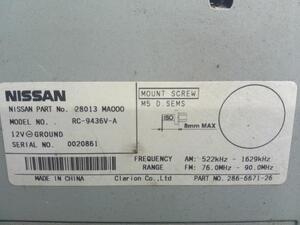 NISSAN
NISSAN PART No. 28013 MA000
MODEL NO. . RC-9436V-A
12V⊖GROUND
SERIAL NO. 0020861
MOUNT SCREW
M5 D.SEMS
ISO
8mm MAX
FREQUENCY AM: 522kHz - 1629kHz
RANGE FM: 76.0MHz - 90.0MHz
MADE IN CHINA Clarion Co.,Ltd PART NO. 286-6671-26